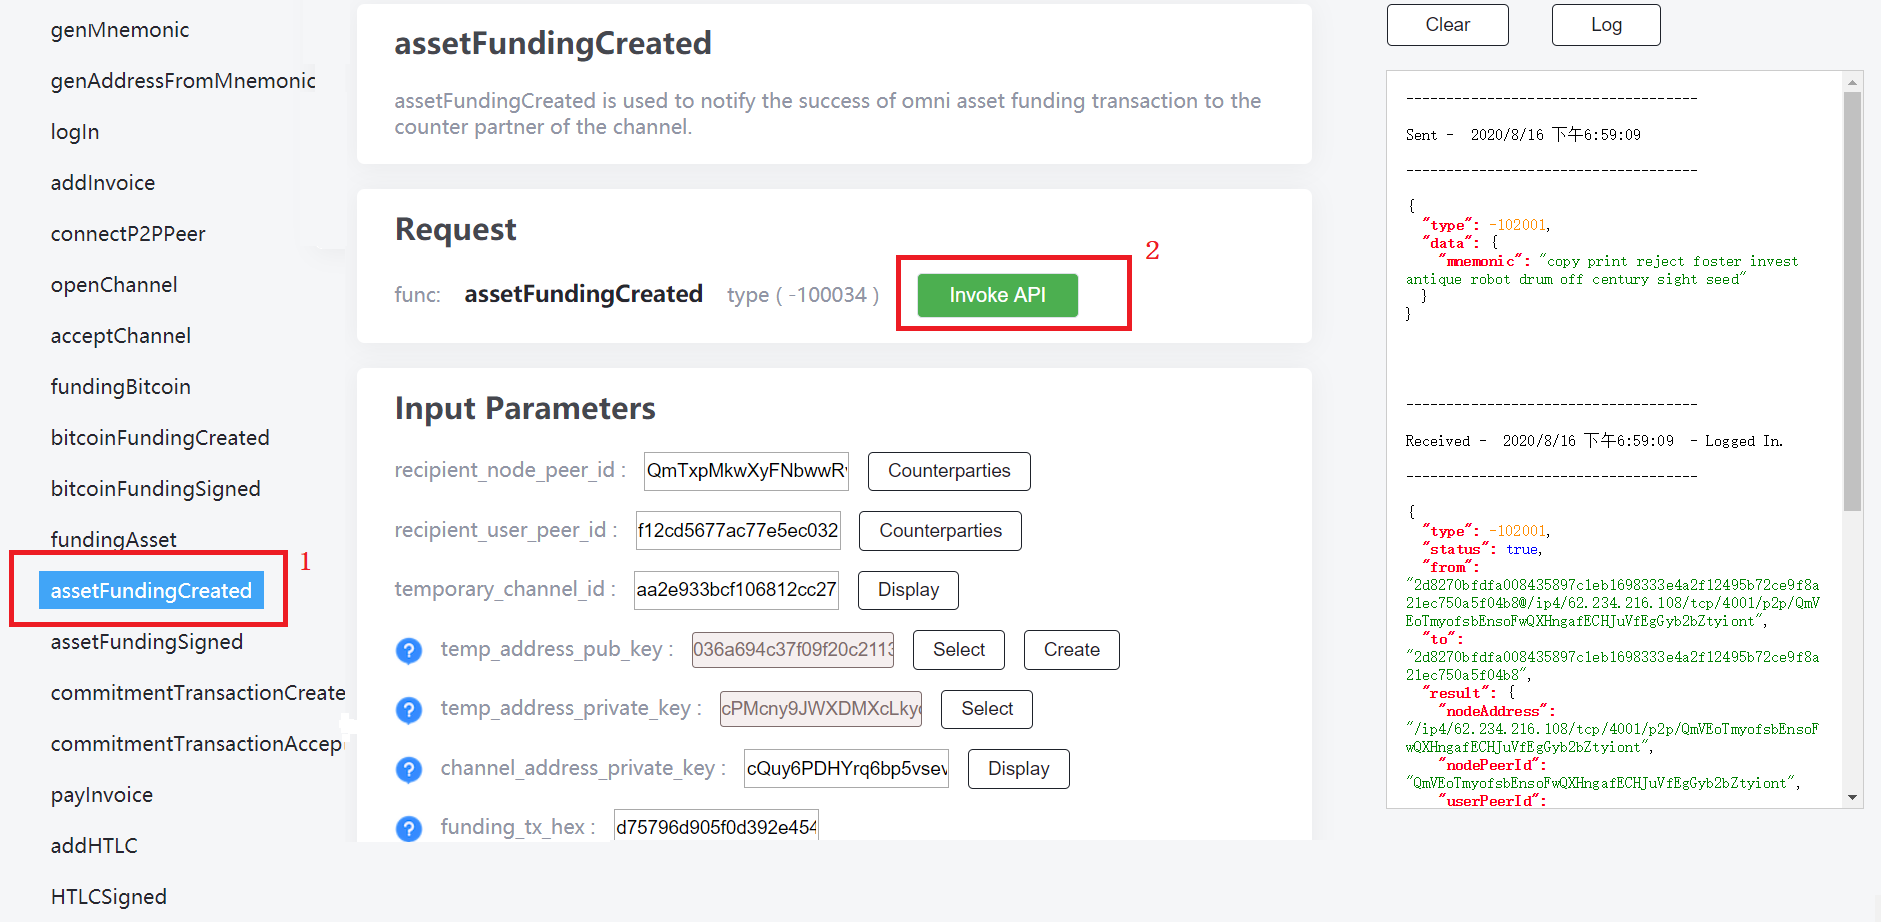 genMnemonic
genAddressFromMnemonic
logIn
addInvoice
connectP2PPeer
openChannel
acceptChannel
fundingBitcoin
bitcoinFundingCreated
bitcoinFundingSigned
fundingAsset
assetFundingCreated
1
assetFundingSigned
commitmentTransactionCreate
commitmentTransactionAccep
payInvoice
addHTLC
HTLCSigned
assetFundingCreated
assetFundingCreated is used to notify the success of omni asset funding transaction to the
counter partner of the channel.
Request
func: assetFundingCreated type ( -100034 ) Invoke API
2
Input Parameters
recipient_node_peer_id : QmTxpMkwXyFNbwwR Counterparties
recipient_user_peer_id : f12cd5677ac77e5ec032 Counterparties
temporary_channel_id : aa2e933bcf106812cc27 Display
? temp_address_pub_key : 036a694c37f09f20c2113 Select Create
? temp_address_private_key : cPMcny9JWXDMXcLky Select
? channel_address_private_key : cQuy6PDHYrq6bp5vsev Display
? funding_tx_hex : d75796d905f0d392e454
Clear Log
------------------------------------
Sent - 2020/8/16 下午6:59:09
------------------------------------
{
"type": -102001,
"data": {
"mnemonic": "copy print reject foster invest
antique robot drum off century sight seed"
}
}
------------------------------------
Received - 2020/8/16 下午6:59:09 - Logged In.
------------------------------------
{
"type": -102001,
"status": true,
"from":
"2d8270bfdfa008435897c1eb1698333e4a2f12495b72ce9f8a
21ec750a5f04b8@/ip4/62.234.216.108/tcp/4001/p2p/QmV
EoTmyofsbEnsoFwQXHngafECHJuVfEgGyb2bZtyiont",
"to":
"2d8270bfdfa008435897c1eb1698333e4a2f12495b72ce9f8a
21ec750a5f04b8",
"result": {
"nodeAddress":
"/ip4/62.234.216.108/tcp/4001/p2p/QmVEoTmyofsbEnsoF
wQXHngafECHJuVfEgGyb2bZtyiont",
"nodePeerId":
"QmVEoTmyofsbEnsoFwQXHngafECHJuVfEgGyb2bZtyiont",
"userPeerId":